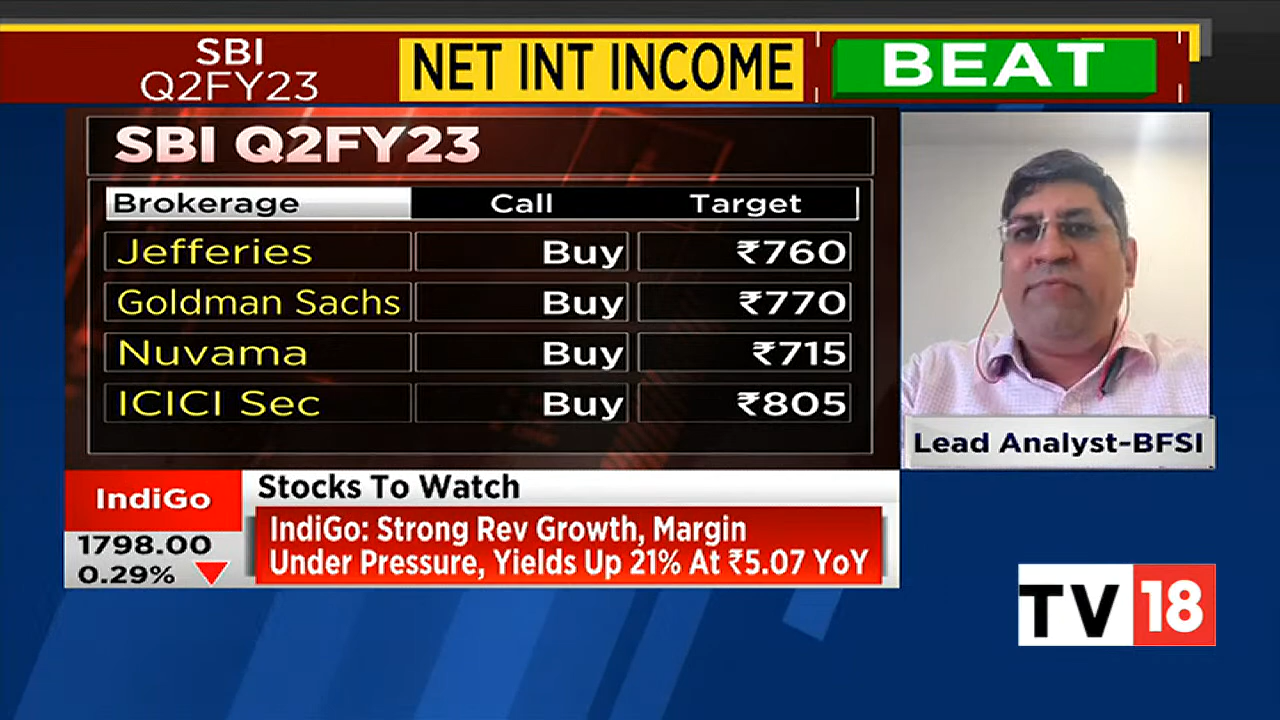 SBI
Q2FY23
NET INT INCOME
BEAT
SBI Q2FY23
Brokerage Call Target
Jefferies Buy ₹760
Goldman Sachs Buy ₹770
Nuvama Buy ₹715
ICICI Sec Buy ₹805
Lead Analyst-BFSI
IndiGo
1798.00
0.29%
Stocks To Watch
IndiGo: Strong Rev Growth, Margin
Under Pressure, Yields Up 21% At ₹5.07 YoY
TV18